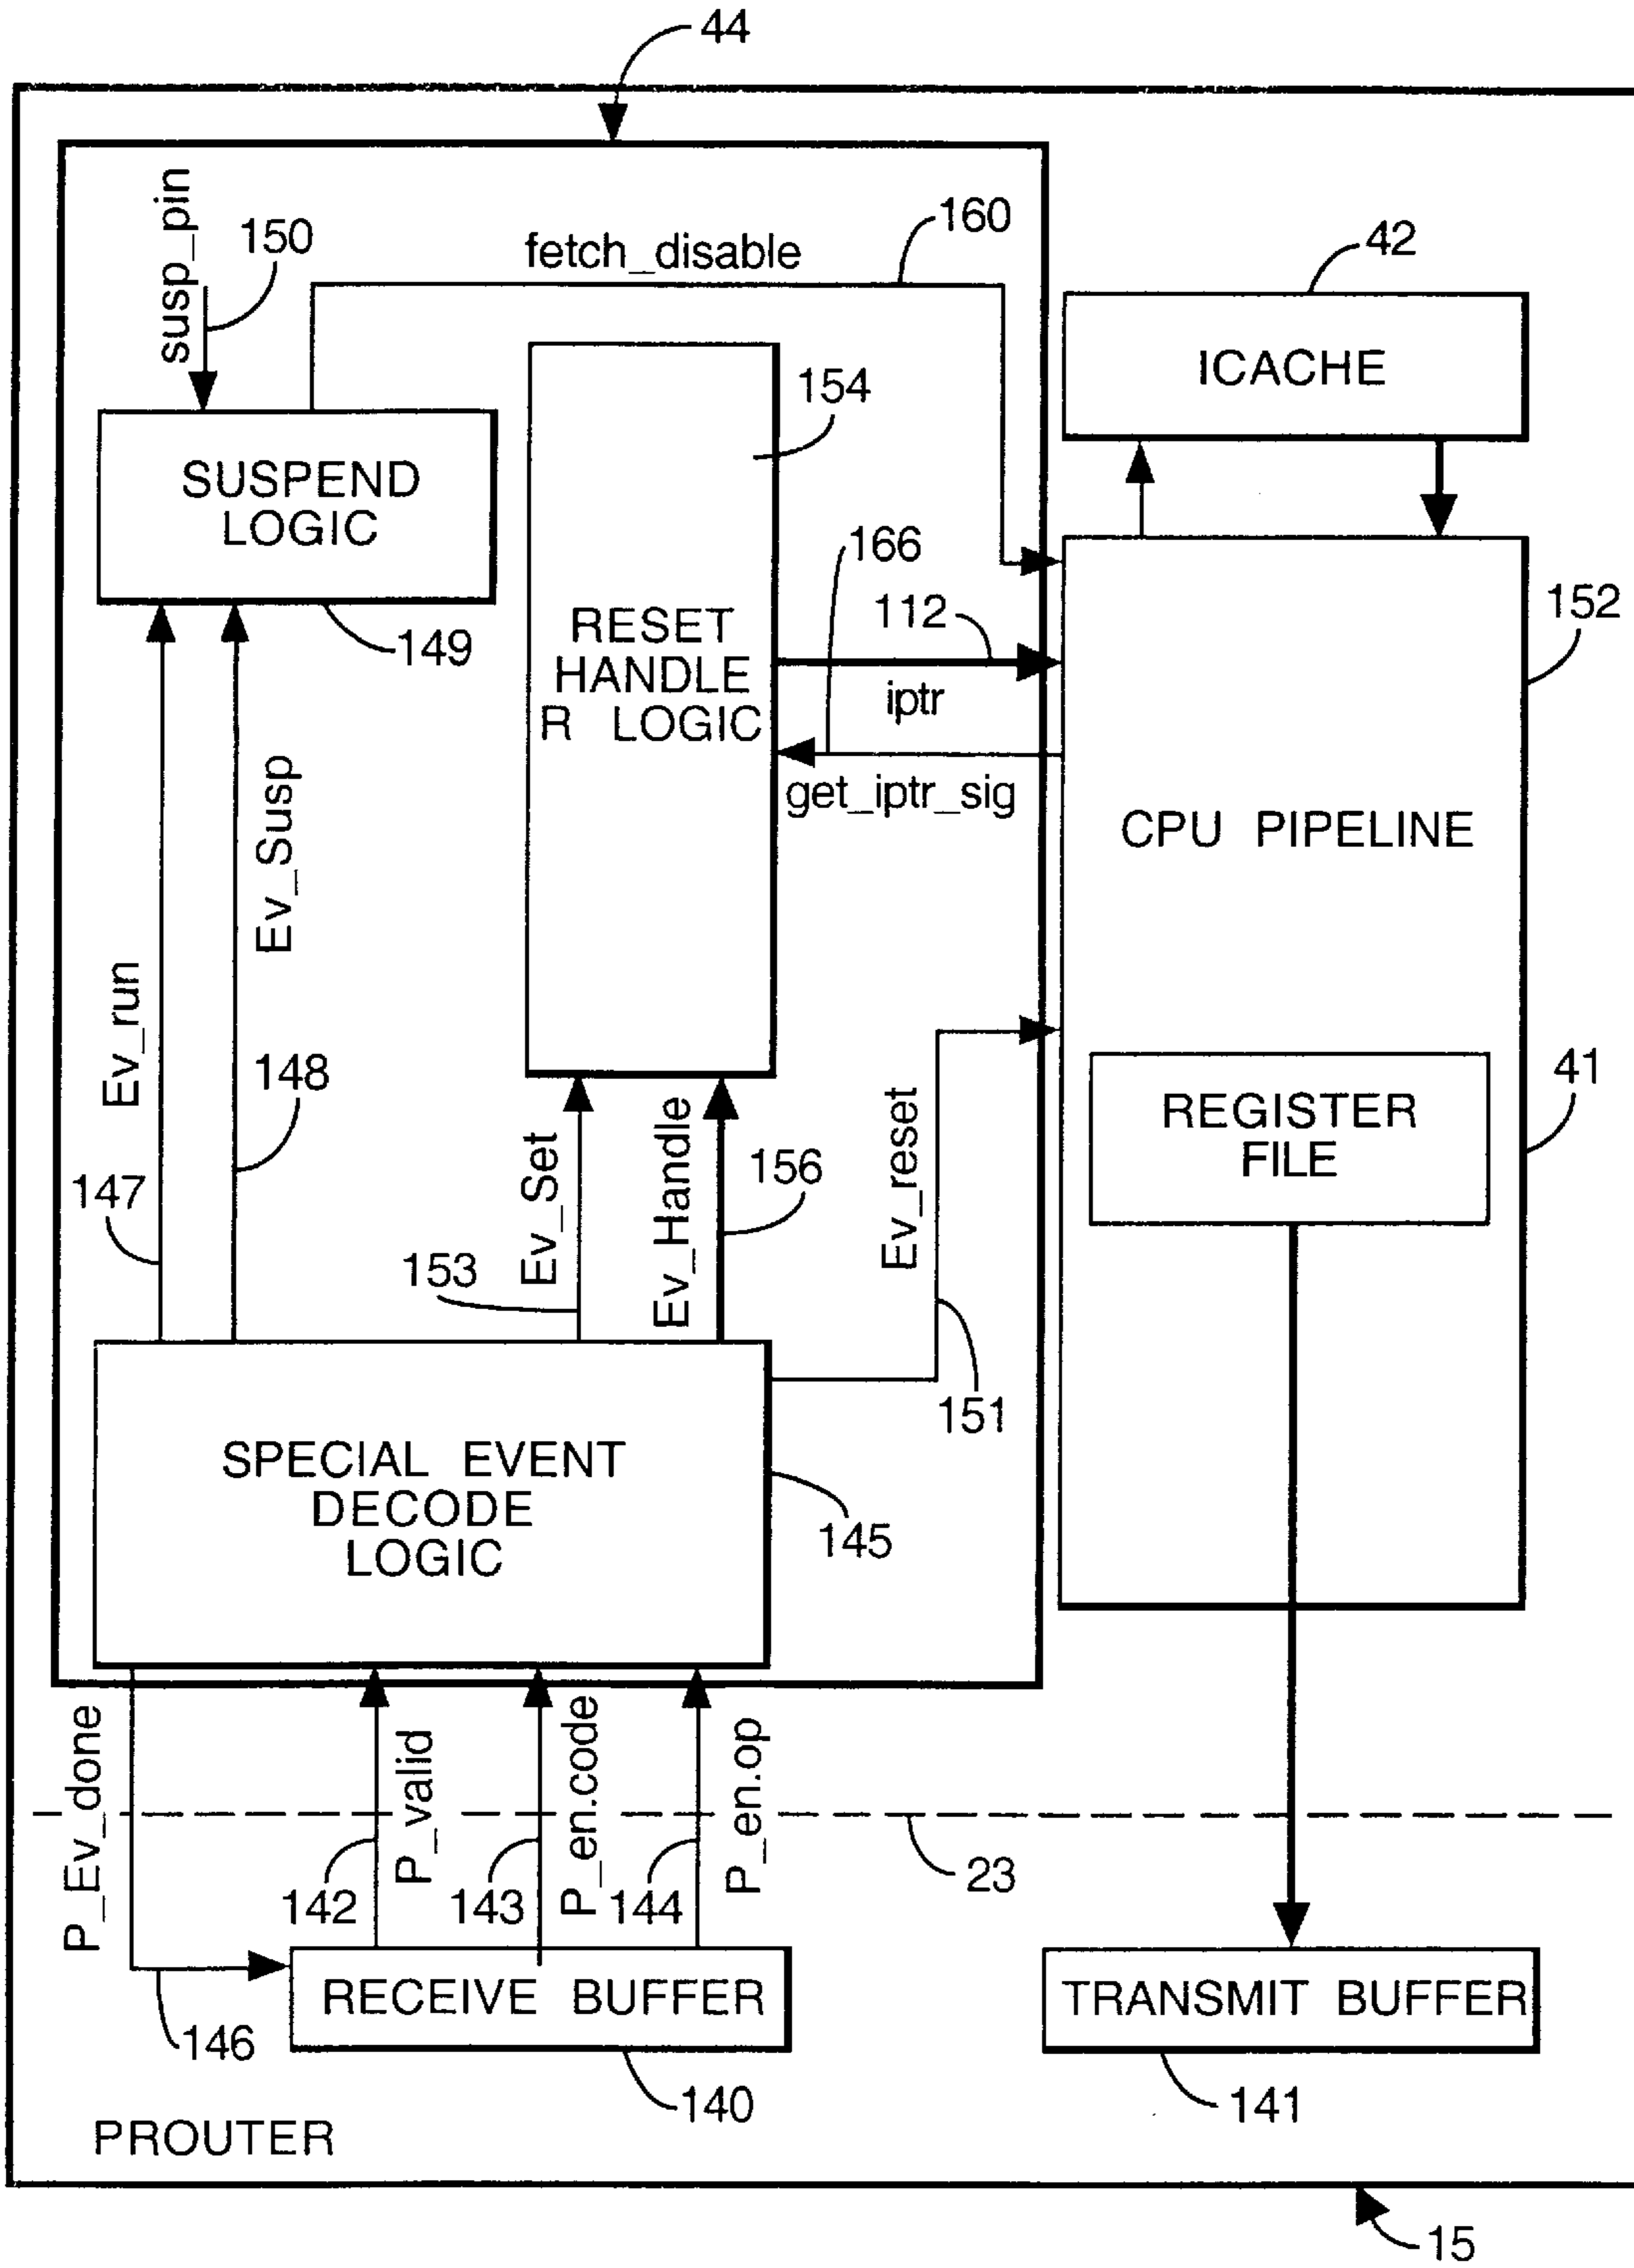 44
susp_pin
150
160
fetch_disable
42
ICACHE
154
SUSPEND
LOGIC
166
112
152
149
RESET
HANDLE
R LOGIC
iptr
get_iptr_sig
CPU PIPELINE
Ev_Susp
Ev_run
148
41
REGISTER
FILE
Ev_reset
Ev_Set
Ev_Handle
156
147
153
151
SPECIAL EVENT
DECODE
LOGIC
145
P_Ev_done
P_valid
P_en.code
P_en.op
142
143
144
23
RECEIVE BUFFER
TRANSMIT BUFFER
146
140
141
PROUTER
15